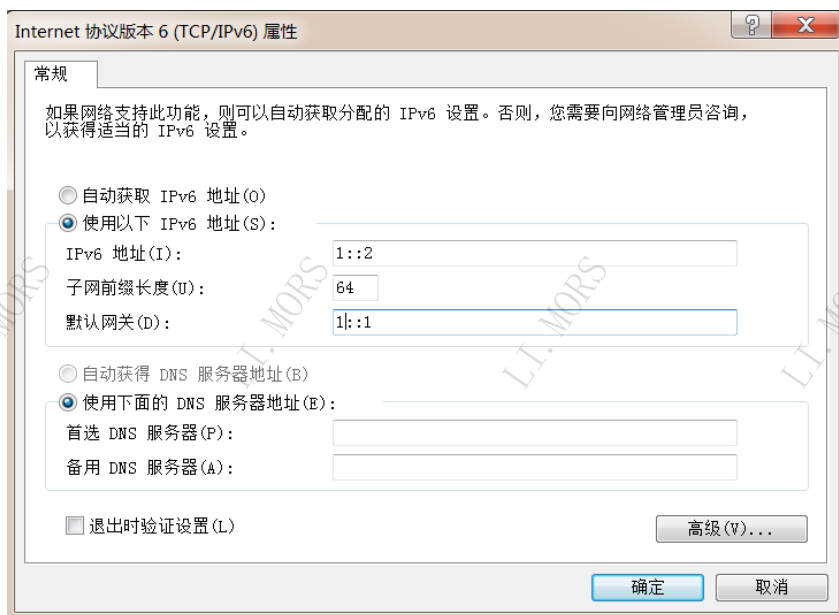 Internet 协议版本 6 (TCP/IPv6) 属性
常规
如果网络支持此功能，则可以自动获取分配的 IPv6 设置。否则，您需要向网络管理员咨询，
以获得适当的 IPv6 设置。
自动获取 IPv6 地址(O)
使用以下 IPv6 地址(S):
IPv6 地址(I): 1::2
子网前缀长度(U): 64
默认网关(D): 1::1
自动获得 DNS 服务器地址(B)
使用下面的 DNS 服务器地址(E):
首选 DNS 服务器(P):
备用 DNS 服务器(A):
退出时验证设置(L)
高级(V)...
确定 取消
MORS
LI.MORS
LI.MORS
LI.MO